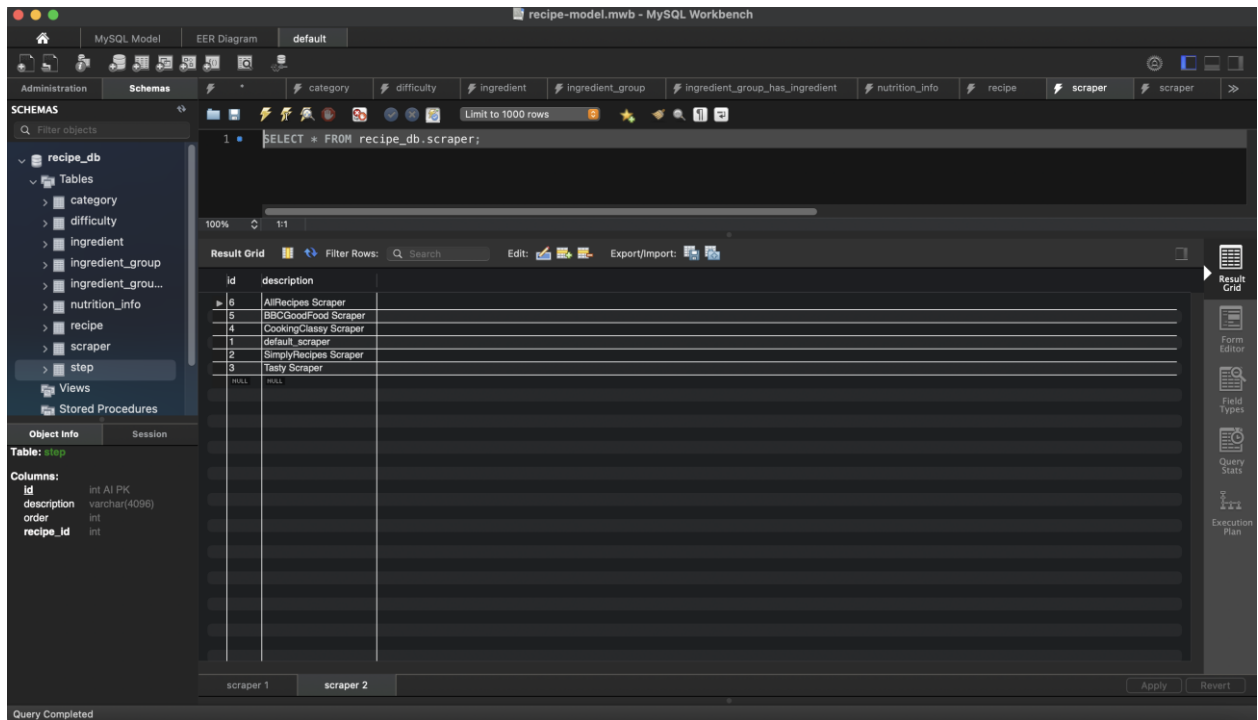 recipe-model.mwb - MySQL Workbench
MySQL Model EER Diagram default
Administration Schemas category difficulty ingredient ingredient_group ingredient_group_has_ingredient nutrition_info recipe scraper scraper
SCHEMAS
Limit to 1000 rows
Filter objects
1 SELECT * FROM recipe_db.scraper;
recipe_db
Tables
category
difficulty
ingredient
ingredient_group
ingredient_grou...
nutrition_info
recipe
scraper
step
Views
Stored Procedures
100% 1:1
Result Grid Filter Rows: Search Edit: Export/Import:
id description
6 AllRecipes Scraper
5 BBCGoodFood Scraper
4 CookingClassy Scraper
1 default_scraper
2 SimplyRecipes Scraper
3 Tasty Scraper
NULL NULL
Result
Grid
Form
Editor
Field
Types
Query
Stats
Execution
Plan
Object Info Session
Table: step
Columns:
id int AI PK
description varchar(4096)
order int
recipe_id int
scraper 1 scraper 2 Apply Revert
Query Completed